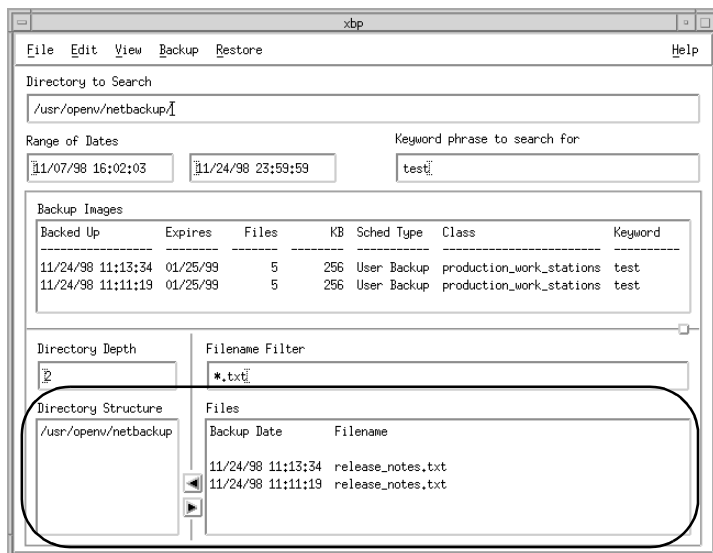 xbp
File Edit View Backup Restore Help
Directory to Search
/usr/openv/netbackup/
Range of Dates
Keyword phrase to search for
11/07/98 16:02:03
11/24/98 23:59:59
test
Backup Images
Backed Up Expires Files KB Sched Type Class Keyword
----------------- -------- ------- -------- ----------- ----------------------- ----------
11/24/98 11:13:34 01/25/99 5 256 User Backup production_work_stations test
11/24/98 11:11:19 01/25/99 5 256 User Backup production_work_stations test
Directory Depth
Filename Filter
2
*.txt
Directory Structure
Files
/usr/openv/netbackup
Backup Date Filename
11/24/98 11:13:34 release_notes.txt
11/24/98 11:11:19 release_notes.txt